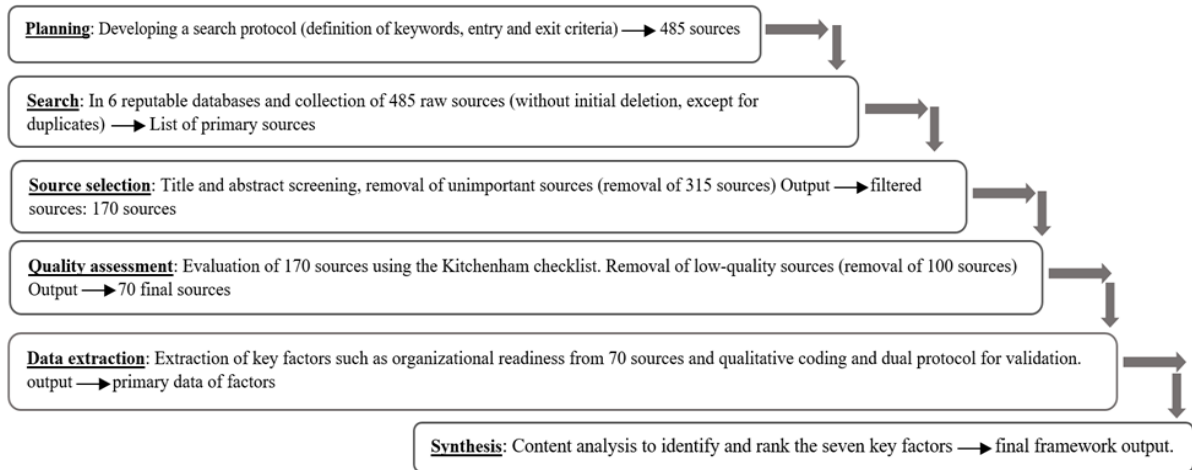 Planning: Developing a search protocol (definition of keywords, entry and exit criteria) → 485 sources
Search: In 6 reputable databases and collection of 485 raw sources (without initial deletion, except for
duplicates) → List of primary sources
Source selection: Title and abstract screening, removal of unimportant sources (removal of 315 sources) Output → filtered
sources: 170 sources
Quality assessment: Evaluation of 170 sources using the Kitchenham checklist. Removal of low-quality sources (removal of 100 sources)
Output → 70 final sources
Data extraction: Extraction of key factors such as organizational readiness from 70 sources and qualitative coding and dual protocol for validation.
output → primary data of factors
Synthesis: Content analysis to identify and rank the seven key factors → final framework output.